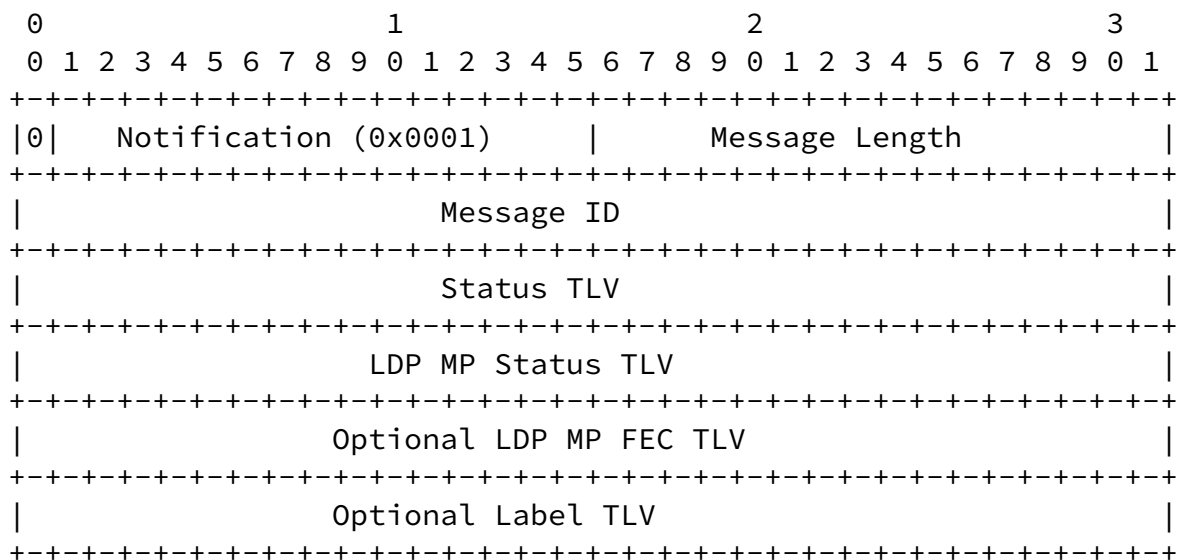 0                   1                   2                   3
 0 1 2 3 4 5 6 7 8 9 0 1 2 3 4 5 6 7 8 9 0 1 2 3 4 5 6 7 8 9 0 1
+-+-+-+-+-+-+-+-+-+-+-+-+-+-+-+-+-+-+-+-+-+-+-+-+-+-+-+-+-+-+-+-+
|0|   Notification (0x0001)     |      Message Length           |
+-+-+-+-+-+-+-+-+-+-+-+-+-+-+-+-+-+-+-+-+-+-+-+-+-+-+-+-+-+-+-+-+
|                       Message ID                              |
+-+-+-+-+-+-+-+-+-+-+-+-+-+-+-+-+-+-+-+-+-+-+-+-+-+-+-+-+-+-+-+-+
|                       Status TLV                              |
+-+-+-+-+-+-+-+-+-+-+-+-+-+-+-+-+-+-+-+-+-+-+-+-+-+-+-+-+-+-+-+-+
|                   LDP MP Status TLV                           |
+-+-+-+-+-+-+-+-+-+-+-+-+-+-+-+-+-+-+-+-+-+-+-+-+-+-+-+-+-+-+-+-+
|                 Optional LDP MP FEC TLV                       |
+-+-+-+-+-+-+-+-+-+-+-+-+-+-+-+-+-+-+-+-+-+-+-+-+-+-+-+-+-+-+-+-+
|                 Optional Label TLV                            |
+-+-+-+-+-+-+-+-+-+-+-+-+-+-+-+-+-+-+-+-+-+-+-+-+-+-+-+-+-+-+-+-+